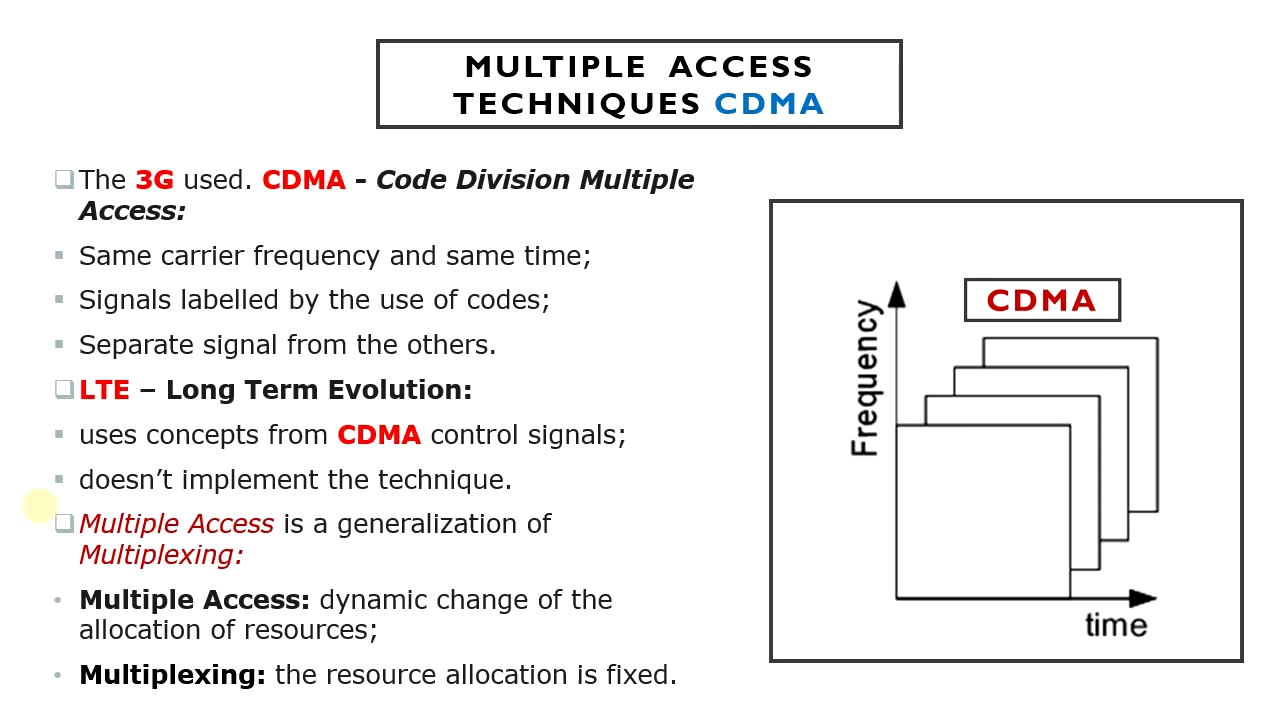 MULTIPLE ACCESS
TECHNIQUES CDMA
The 3G used. CDMA – Code Division Multiple
Access:
Same carrier frequency and same time;
Signals labelled by the use of codes;
Separate signal from the others.
LTE – Long Term Evolution:
uses concepts from CDMA control signals;
doesn’t implement the technique.
Multiple Access is a generalization of
Multiplexing:
Multiple Access: dynamic change of the
allocation of resources;
Multiplexing: the resource allocation is fixed.
CDMA
Frequency
time